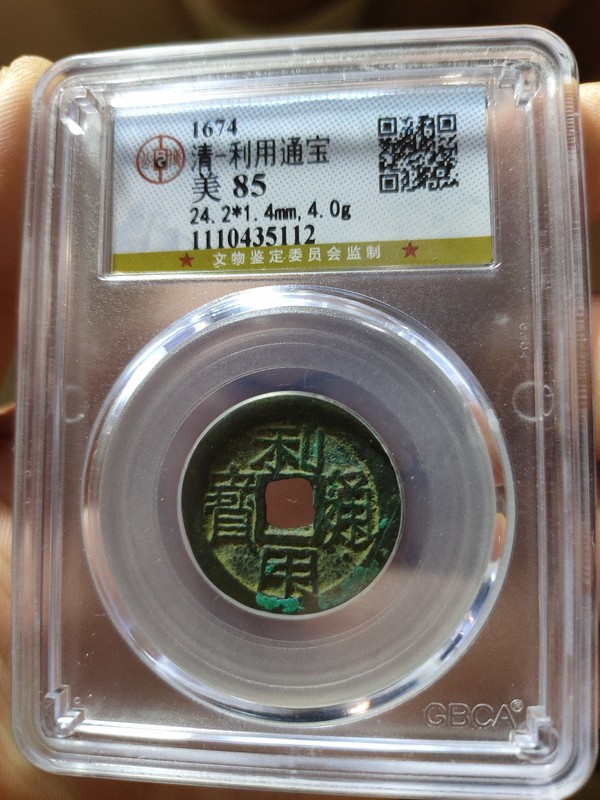 1674
清-利用通宝
美 85
24.2*1.4mm,4.0g
1110435112
★ 文物鉴定委员会监制 ★
利
寳 通
用
GBCA®